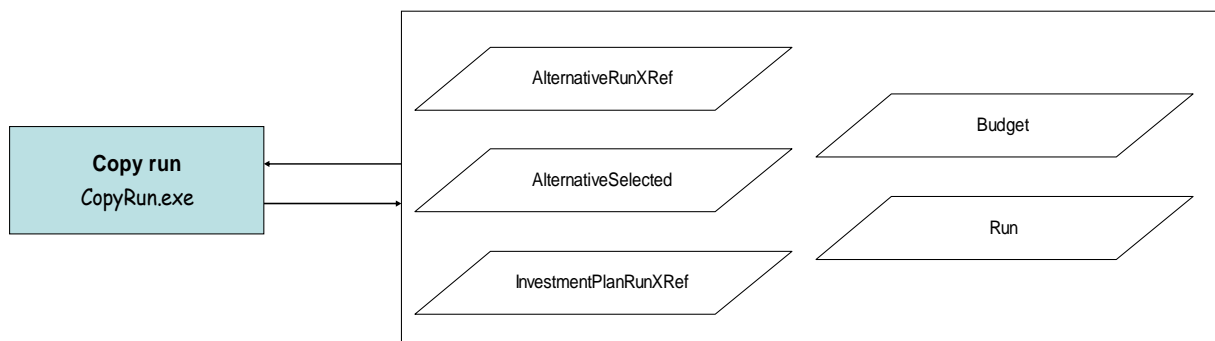 Copy run
CopyRun.exe
AlternativeRunXRef
AlternativeSelected
InvestmentPlanRunXRef
Budget
Run